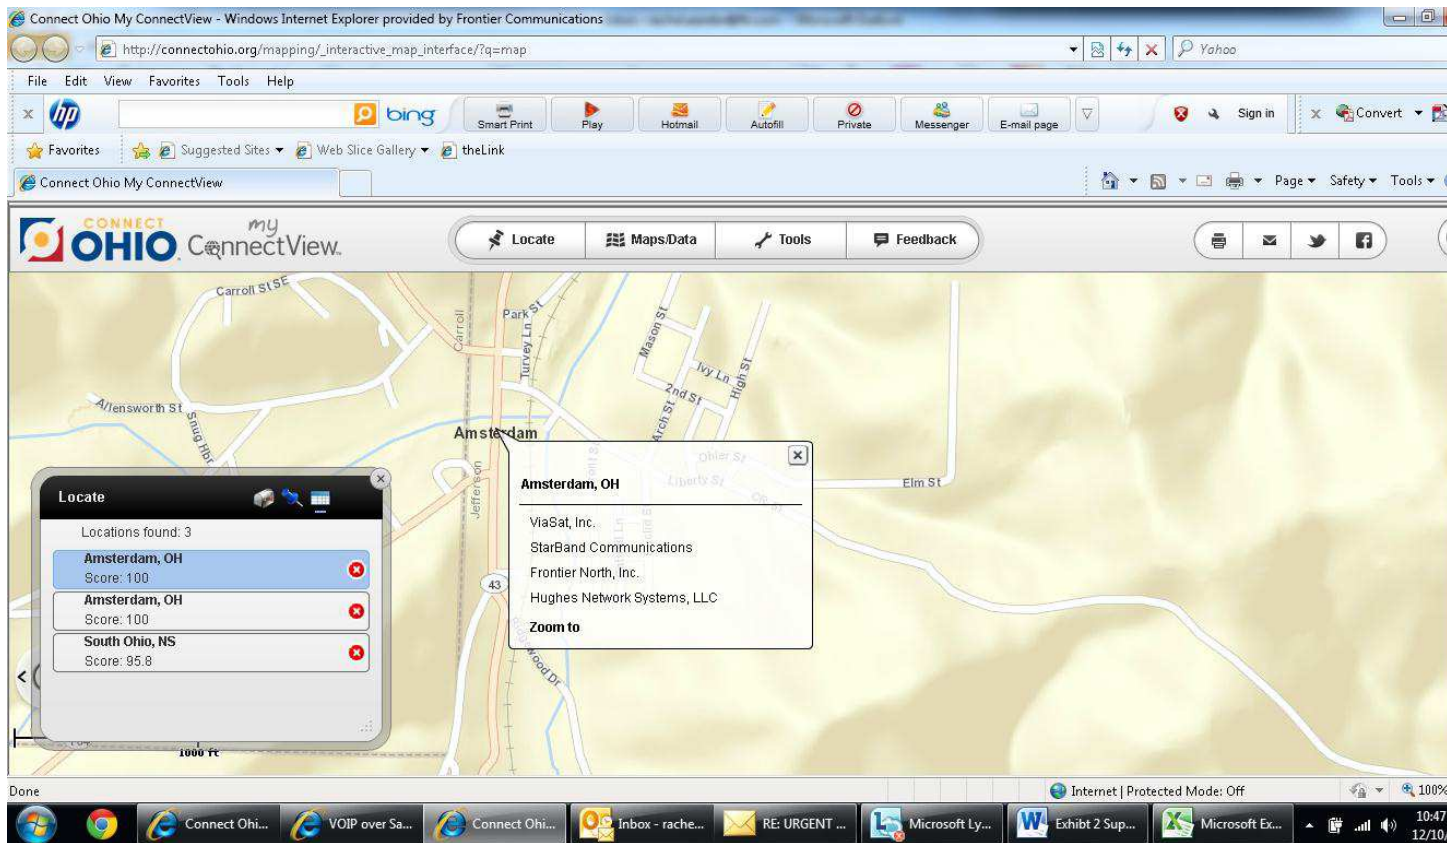 Connect Ohio My ConnectView - Windows Internet Explorer provided by Frontier Communications
http://connectohio.org/mapping/_interactive_map_interface/?q=map
Yahoo
File Edit View Favorites Tools Help
hp
bing
Smart Print Play Hotmail Autofill Private Messenger E-mail page Sign in Convert
Favorites Suggested Sites Web Slice Gallery theLink
Connect Ohio My ConnectView
Page Safety Tools
CONNECT OHIO. my ConnectView.
Locate Maps/Data Tools Feedback
Carroll St SE
Park St
Carroll
Turvey Ln
Mason St
Ivy Ln
High St
2nd St
Arch St
Allensworth St
Snug Hbr
Amsterdam
Jefferson
Ohler St
Liberty St
Elm St
43
Amsterdam, OH
ViaSat, Inc.
StarBand Communications
Frontier North, Inc.
Hughes Network Systems, LLC
Zoom to
Locate
Locations found: 3
Amsterdam, OH
Score: 100
Amsterdam, OH
Score: 100
South Ohio, NS
Score: 95.8
1000 ft
Done
Internet | Protected Mode: Off
100%
Connect Ohi... VOIP over Sa... Connect Ohi... Inbox - rache... RE: URGENT ... Microsoft Ly... Exhibt 2 Sup... Microsoft Ex...
10:47
12/10/